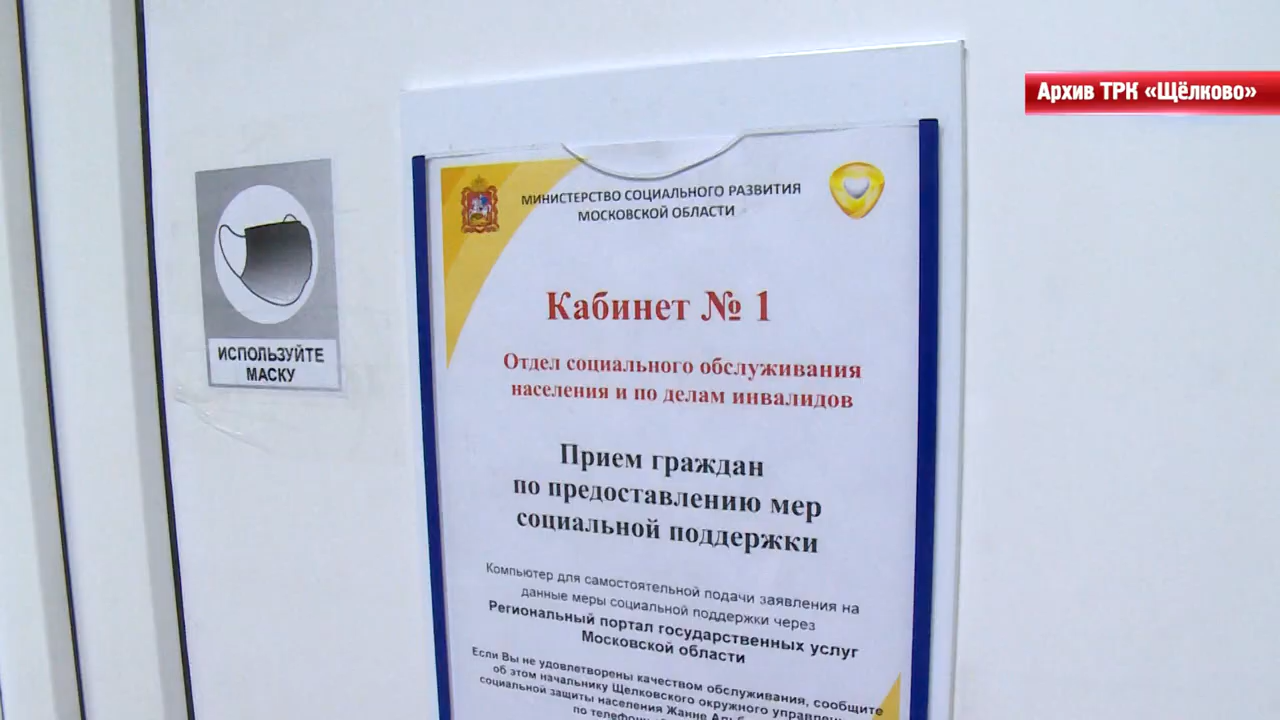 Архив ТРК «Щёлково»
ИСПОЛЬЗУЙТЕ
МАСКУ
МИНИСТЕРСТВО СОЦИАЛЬНОГО РАЗВИТИЯ
МОСКОВСКОЙ ОБЛАСТИ
Кабинет № 1
Отдел социального обслуживания
населения и по делам инвалидов
Прием граждан
по предоставлению мер
социальной поддержки
Компьютер для самостоятельной подачи заявления на
данные меры социальной поддержки через
Региональный портал государственных услуг
Московской области
Если Вы не удовлетворены качеством обслуживания, сообщите
об этом начальнику Щелковского окружного
социальной защиты населения Жанне
по